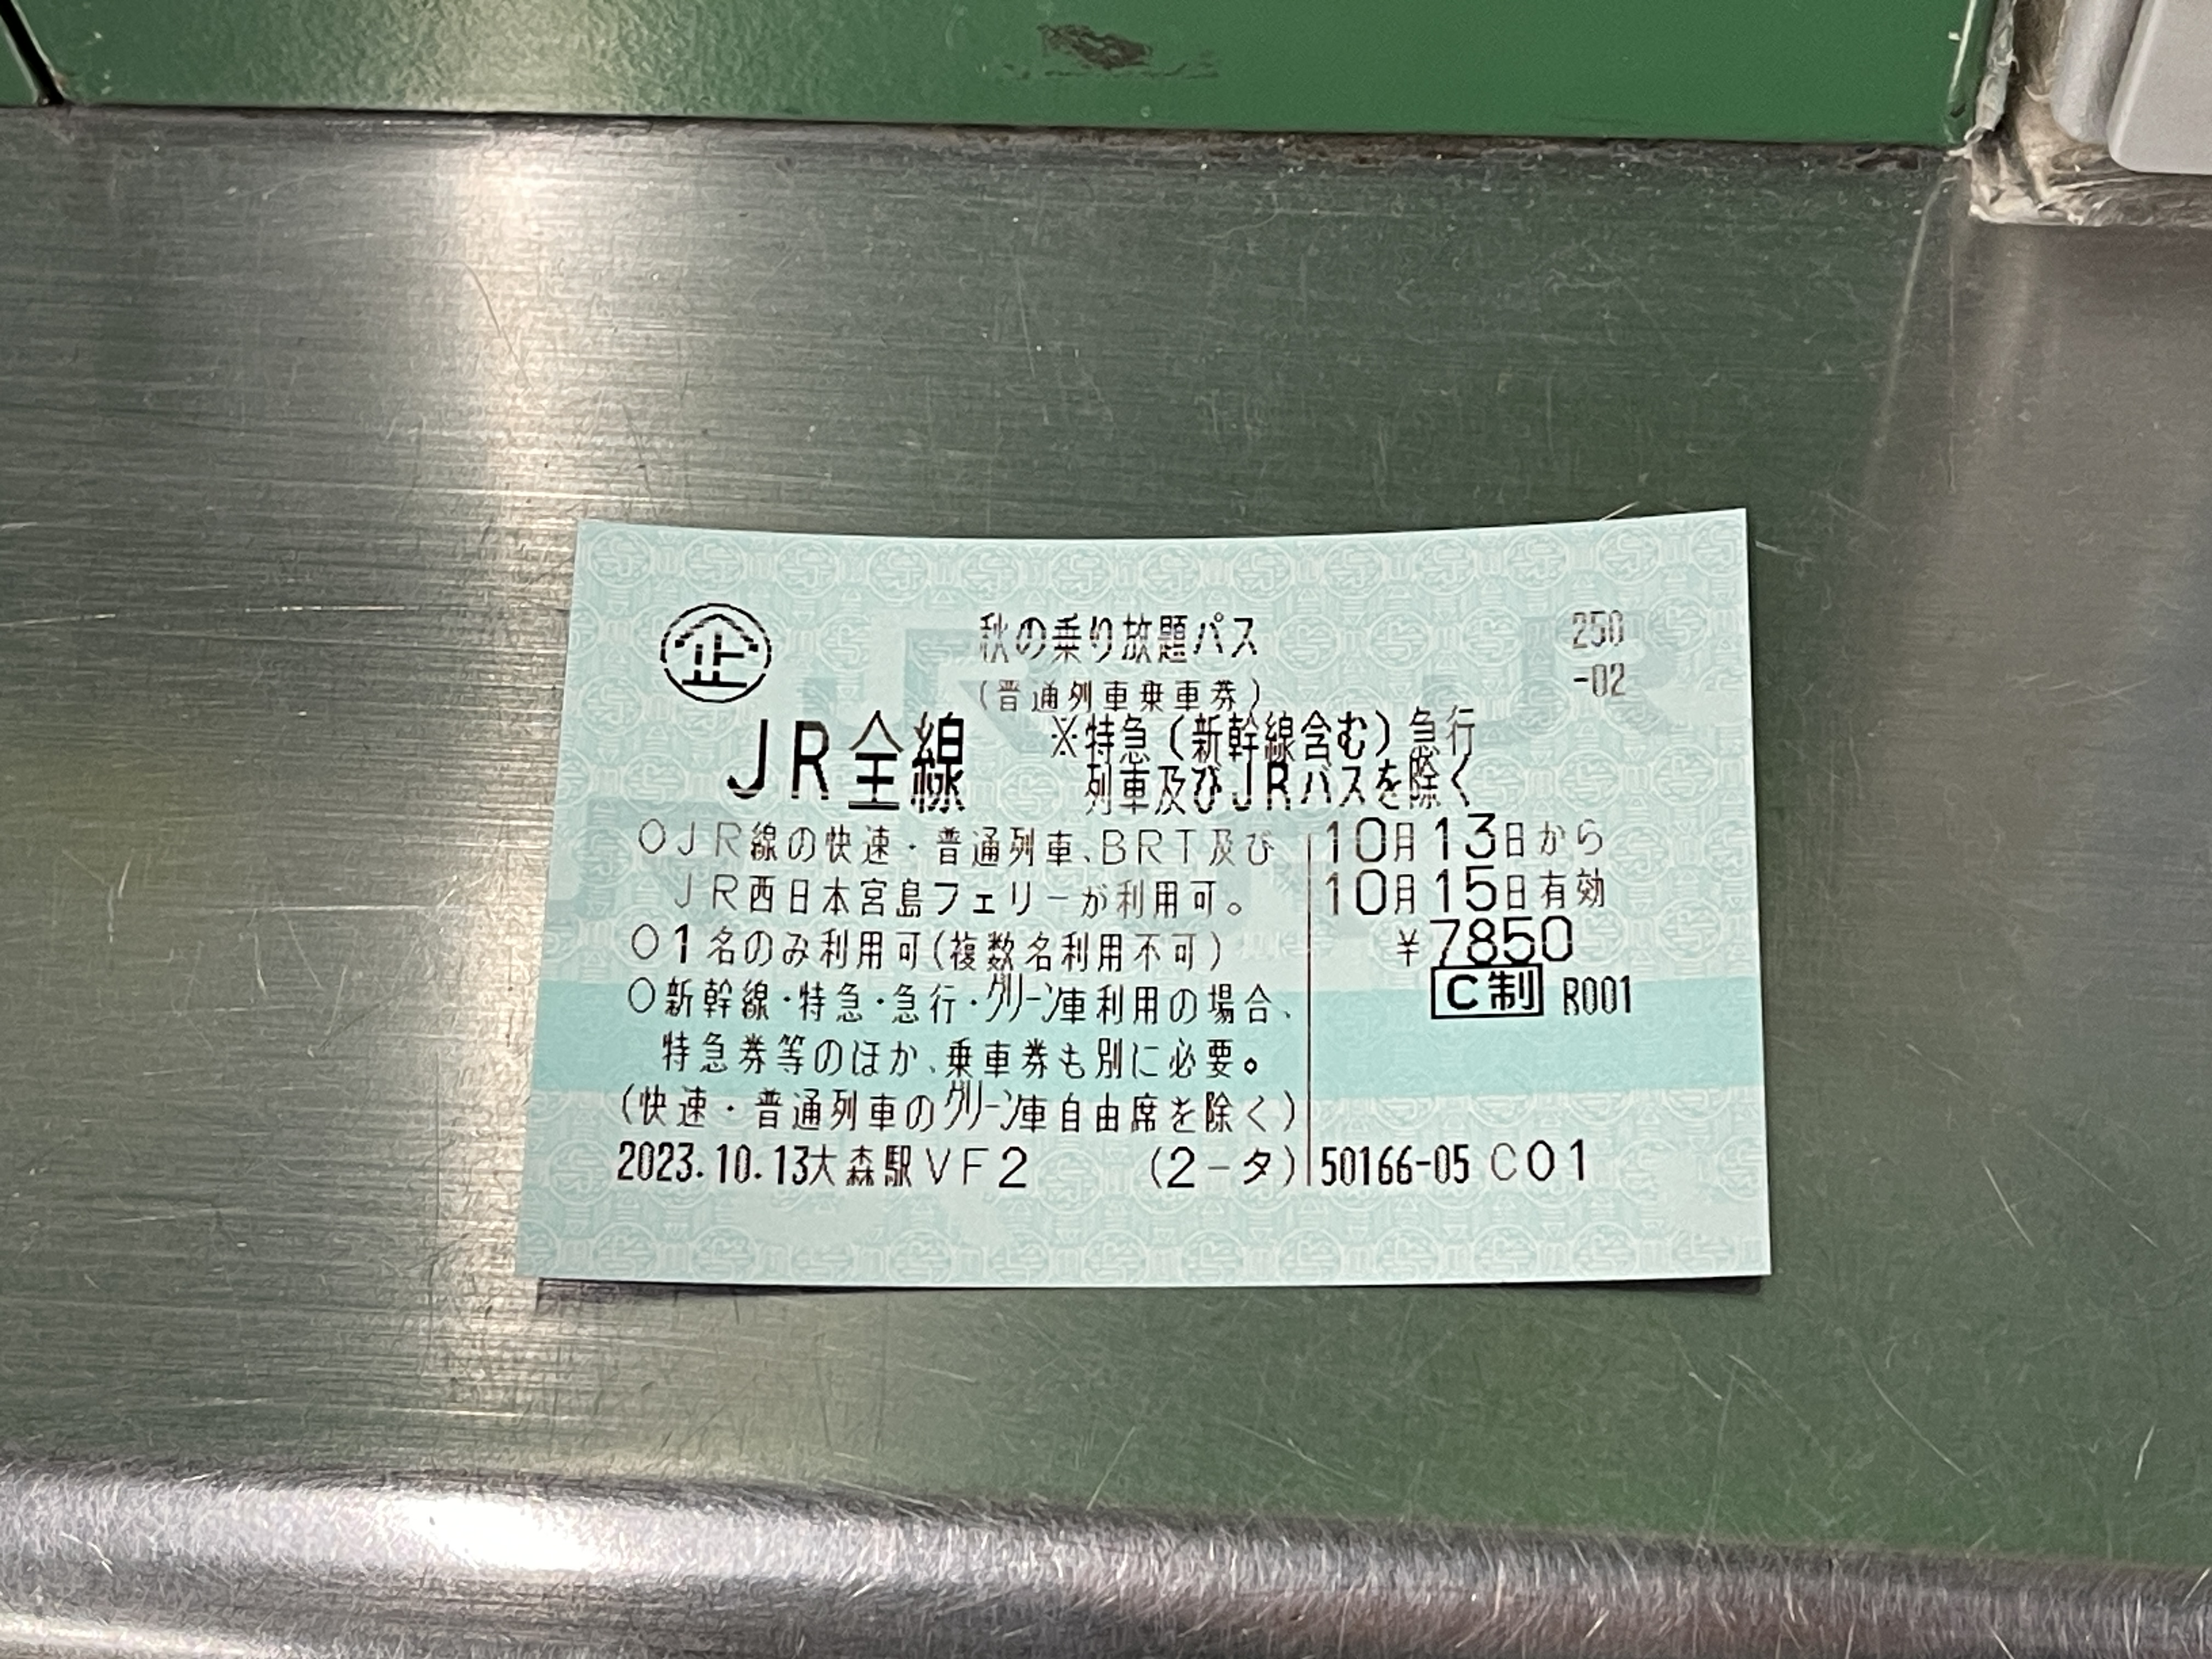 企 秋の乗り放題パス 250
(普通列車乗車券) -02
JR全線 ※特急(新幹線含む)急行
列車及びJRバスを除く
○JR線の快速・普通列車、BRT及び 10月13日から
JR西日本宮島フェリーが利用可。 10月15日有効
○1名のみ利用可(複数名利用不可) ¥7850
○新幹線・特急・急行・グリーン車利用の場合、 C制 R001
特急券等のほか、乗車券も別に必要。
(快速・普通列車のグリーン車自由席を除く)
2023.10.13大森駅VF2 (2-タ) 50166-05 C01